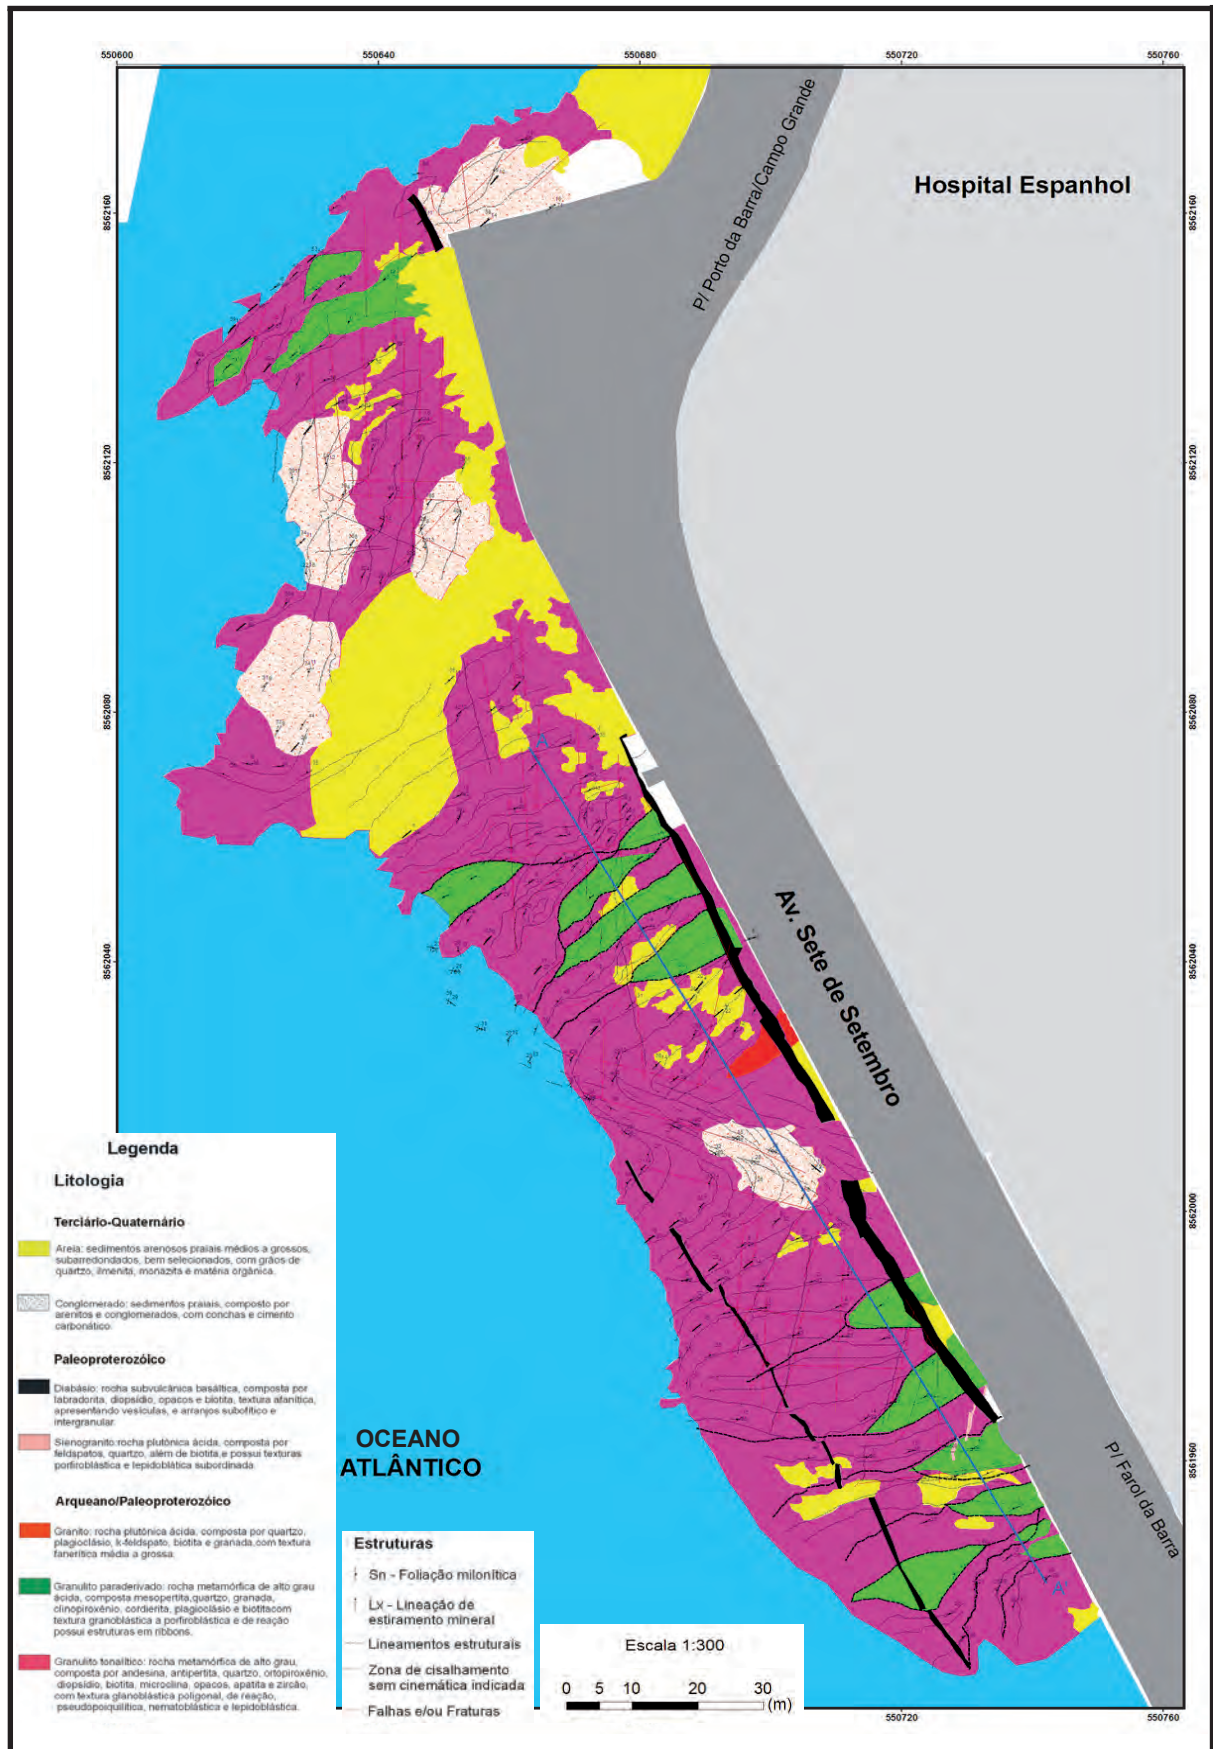 550600
550640
550680
550720
550760
8562160
8562160
Hospital Espanhol
P/ Porto da Barra/Campo Grande
8562120
8562120
8562080
8562080
A
8562040
8562040
Av. Sete de Setembro
8562000
8561960
P/ Farol da Barra
A'
OCEANO
ATLÂNTICO
Legenda
Litologia
Terciário-Quaternário
Areia: sedimentos arenosos praiais médios a grossos,
subarredondados, bem selecionados, com grãos de
quartzo, ilmenita, monazita e matéria orgânica.
Conglomerado: sedimentos praiais, composto por
arenitos e conglomerados, com conchas e cimento
carbonático.
Paleoproterozóico
Diabásio: rocha subvulcânica basáltica, composta por
labradorita, diopsídio, opacos e biotita, textura afanítica,
apresentando vesículas, e arranjos subofítico e
intergranular.
Sienogranito:rocha plutônica ácida, composta por
feldspatos, quartzo, além de biotita,e possui texturas
porfiroblástica e lepidoblática subordinada.
Arqueano/Paleoproterozóico
Granito: rocha plutônica ácida, composta por quartzo,
plagioclásio, k-feldspato, biotita e granada,com textura
fanerítica média a grossa.
Granulito paraderivado: rocha metamórfica de alto grau
ácida, composta mesopertita,quartzo, granada,
clinopiroxênio, cordierita, plagioclásio e biotitacom
textura granoblástica a porfiroblástica e de reação
possui estruturas em ribbons.
Granulito tonalítico: rocha metamórfica de alto grau,
composta por andesina, antipertita, quartzo, ortopiroxênio,
diopsídio, biotita, microclina, opacos, apatita e zircão,
com textura glanoblástica poligonal, de reação,
pseudopoiquilítica, nematoblástica e lepidoblástica.
Estruturas
Sn - Foliação milonítica
Lx - Lineação de
estiramento mineral
Lineamentos estruturais
Zona de cisalhamento
sem cinemática indicada
Falhas e/ou Fraturas
Escala 1:300
0 5 10 20 30
(m)
550720
550760